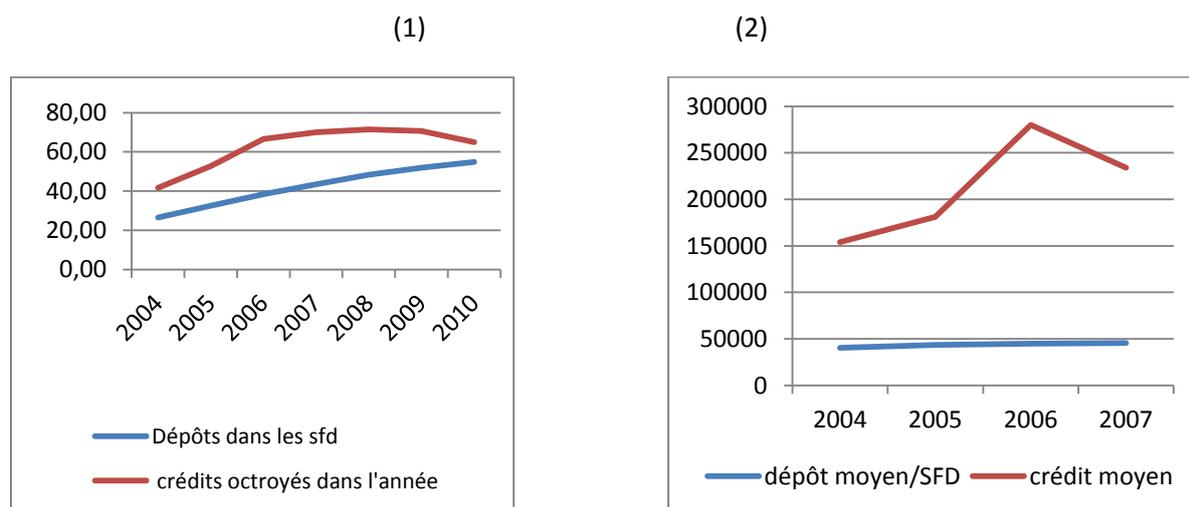 (1)
(2)
80,00
60,00
40,00
20,00
0,00
2004 2005 2006 2007 2008 2009 2010
Dépôts dans les sfd
crédits octroyés dans l'année
300000
250000
200000
150000
100000
50000
0
2004 2005 2006 2007
dépôt moyen/SFD crédit moyen